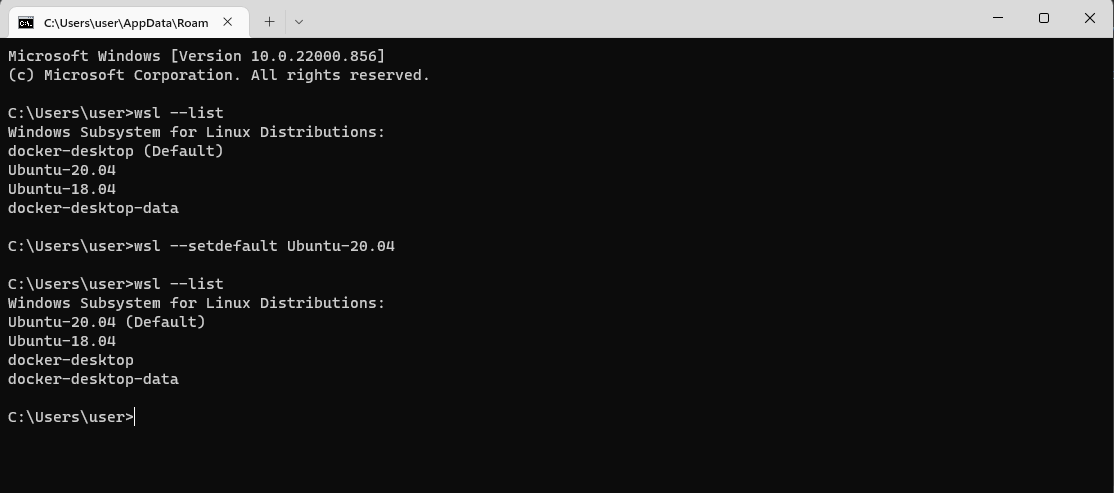 C:\Users\user\AppData\Roam
Microsoft Windows [Version 10.0.22000.856]
(c) Microsoft Corporation. All rights reserved.
C:\Users\user>wsl --list
Windows Subsystem for Linux Distributions:
docker-desktop (Default)
Ubuntu-20.04
Ubuntu-18.04
docker-desktop-data
C:\Users\user>wsl --setdefault Ubuntu-20.04
C:\Users\user>wsl --list
Windows Subsystem for Linux Distributions:
Ubuntu-20.04 (Default)
Ubuntu-18.04
docker-desktop
docker-desktop-data
C:\Users\user>